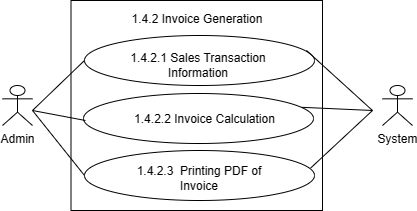 1.4.2 Invoice Generation
1.4.2.1 Sales Transaction
Information
1.4.2.2 Invoice Calculation
Admin
System
1.4.2.3 Printing PDF of
Invoice